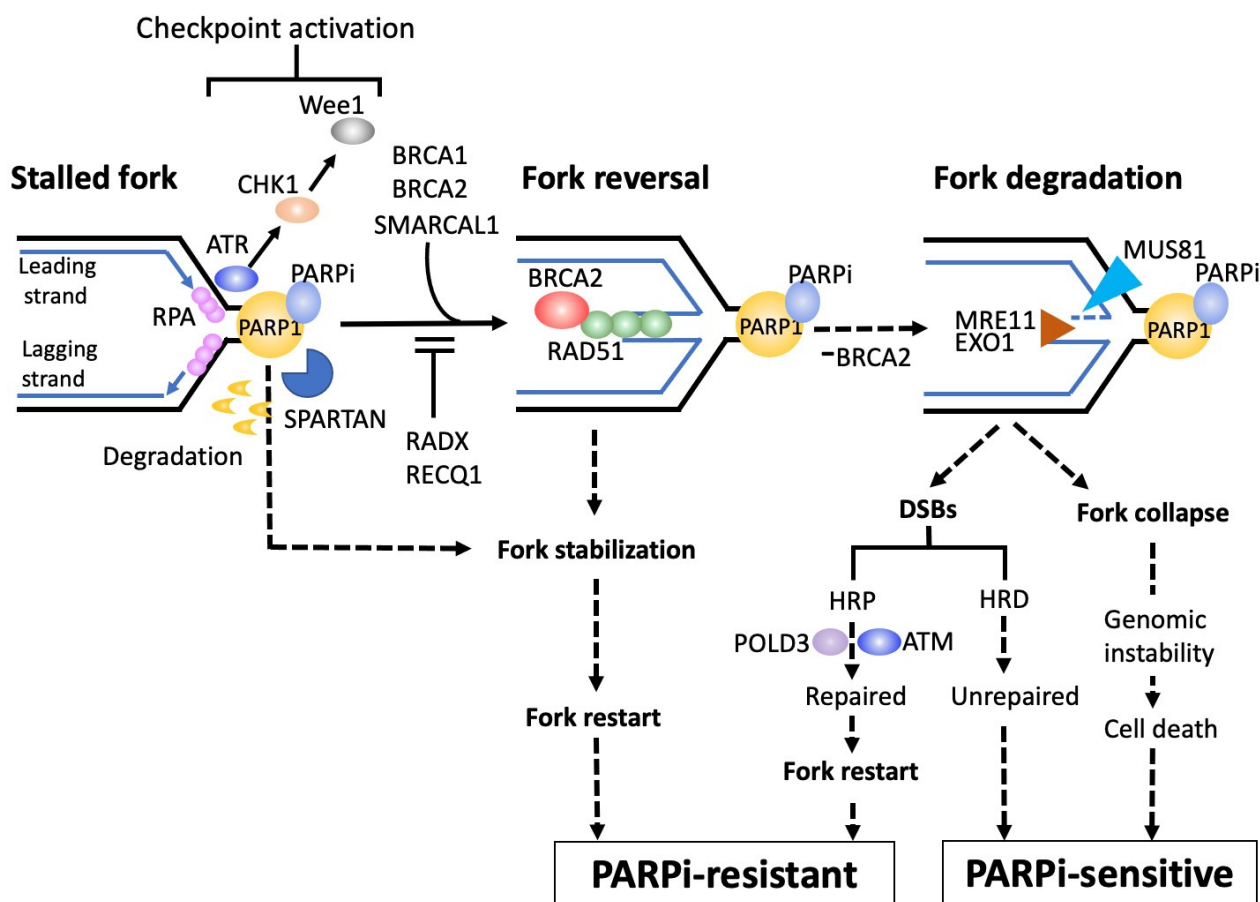 Checkpoint activation
Wee1
CHK1
ATR
Stalled fork
Leading
strand
RPA
PARPi
PARP1
Lagging
strand
SPARTAN
Degradation
BRCA1
BRCA2
SMARCAL1
RADX
RECQ1
Fork reversal
BRCA2
RAD51
PARPi
PARP1
–BRCA2
Fork degradation
MUS81
PARPi
MRE11
EXO1
PARP1
Fork stabilization
Fork restart
DSBs
HRP
HRD
POLD3
ATM
Repaired
Unrepaired
Fork restart
Fork collapse
Genomic
instability
Cell death
PARPi-resistant
PARPi-sensitive